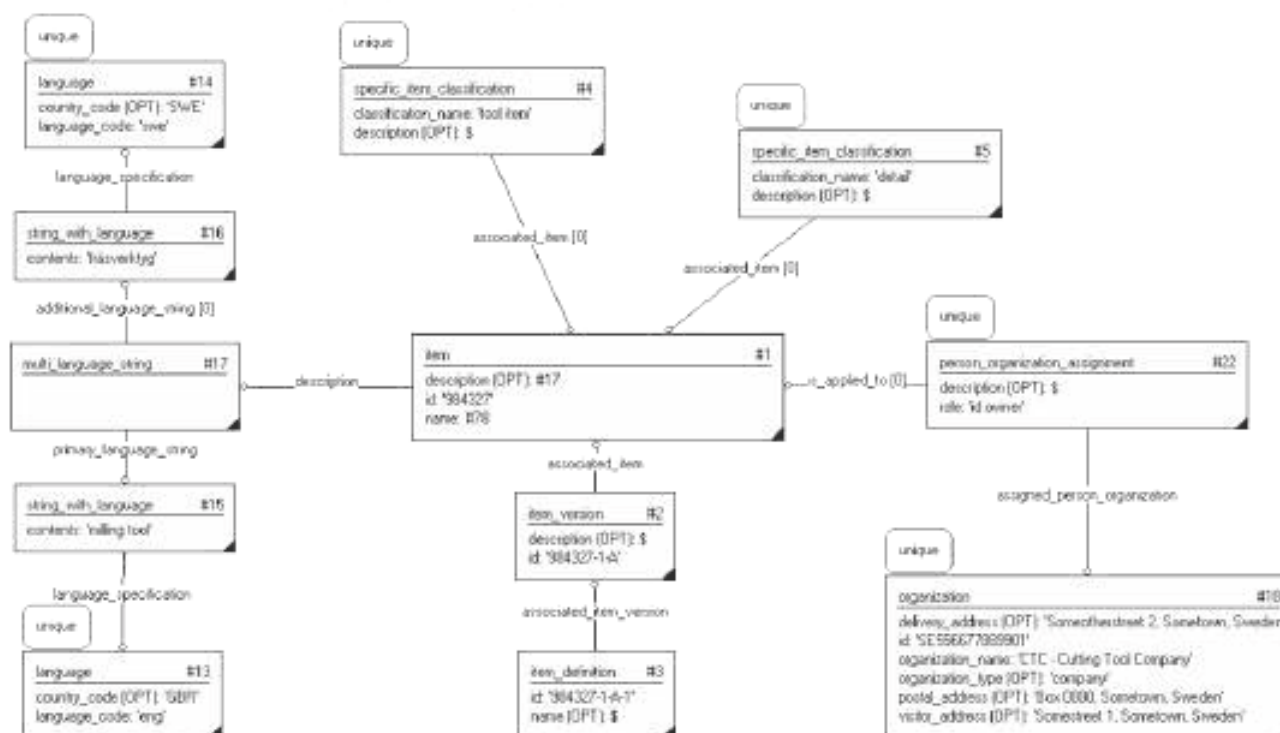 unique
language #14
country_code (OPT): 'SWE'
language_code: 'swe'
language_specification
string_with_language #16
contents: 'fräsverktyg'
additional_language_string [0]
multi_language_string #17
primary_language_string
string_with_language #15
contents: 'milling tool'
language_specification
unique
language #13
country_code (OPT): 'GBR'
language_code: 'eng'
unique
specific_item_classification #4
classification_name: 'tool item'
description (OPT): $
associated_item [0]
unique
specific_item_classification #5
classification_name: 'detail'
description (OPT): $
associated_item [0]
description
item #1
description (OPT): #17
id: '984327'
name: #78
is_applied_to [0]
associated_item
item_version #2
description (OPT): $
id: '984327-1-A'
associated_item_version
item_definition #3
id: '984327-1-A-1'
name (OPT): $
unique
person_organization_assignment #22
description (OPT): $
role: 'id owner'
assigned_person_organization
unique
organization #18
delivery_address (OPT): 'Someotherstreet 2, Sometown, Sweden
id: 'SE556677889901'
organization_name: 'CTC - Cutting Tool Company'
organization_type (OPT): 'company'
postal_address (OPT): 'Box 0000, Sometown, Sweden'
visitor_address (OPT): 'Somestreet 1, Sometown, Sweden'